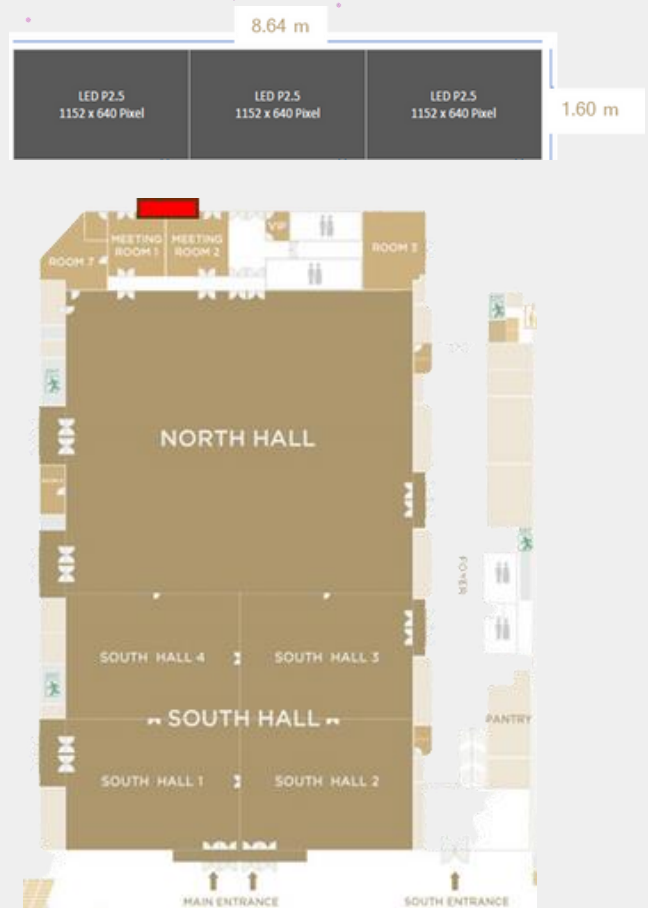 8.64 m
LED P2.5
1152 x 640 Pixel
LED P2.5
1152 x 640 Pixel
LED P2.5
1152 x 640 Pixel
1.60 m
MEETING
ROOM 1
MEETING
ROOM 2
VIP
ROOM 7
ROOM 3
NORTH HALL
FOYER
SOUTH HALL 4
SOUTH HALL 3
SOUTH HALL
PANTRY
SOUTH HALL 1
SOUTH HALL 2
MAIN ENTRANCE
SOUTH ENTRANCE